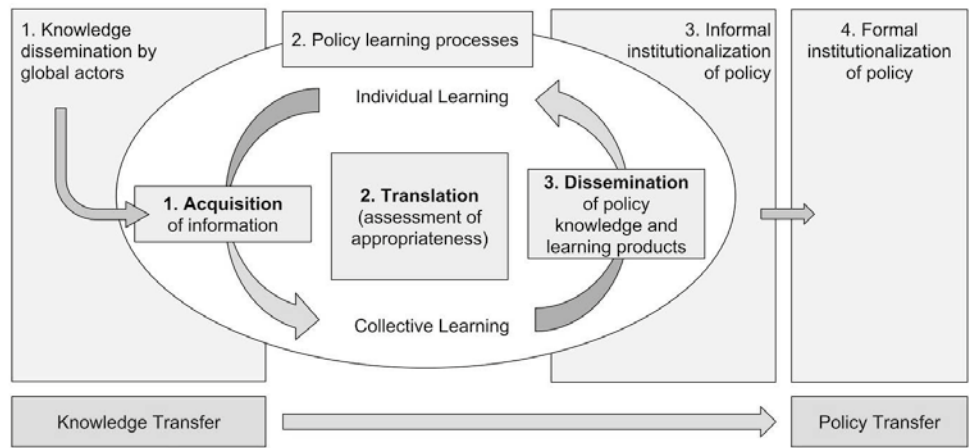 1. Knowledge
dissemination by
global actors
2. Policy learning processes
3. Informal
institutionalization
of policy
4. Formal
institutionalization
of policy
Individual Learning
1. Acquisition
of information
2. Translation
(assessment of
appropriateness)
3. Dissemination
of policy
knowledge and
learning products
Collective Learning
Knowledge Transfer
Policy Transfer